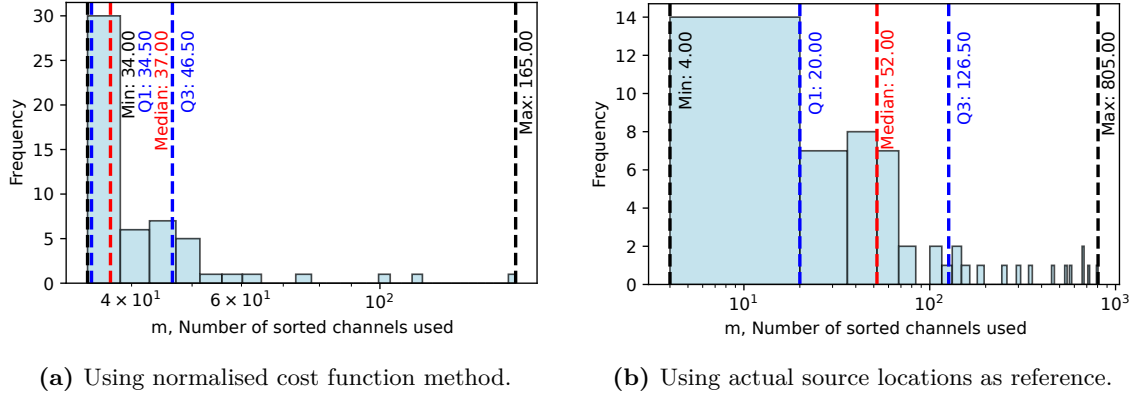 30
25
20
15
10
5
0
Frequency
Min: 34.00
Q1: 34.50
Median: 37.00
Q3: 46.50
Max: 165.00
4 × 10¹
6 × 10¹
10²
m, Number of sorted channels used
(a) Using normalised cost function method.
14
12
10
8
6
4
2
0
Frequency
Min: 4.00
Q1: 20.00
Median: 52.00
Q3: 126.50
Max: 805.00
10¹
10²
10³
m, Number of sorted channels used
(b) Using actual source locations as reference.